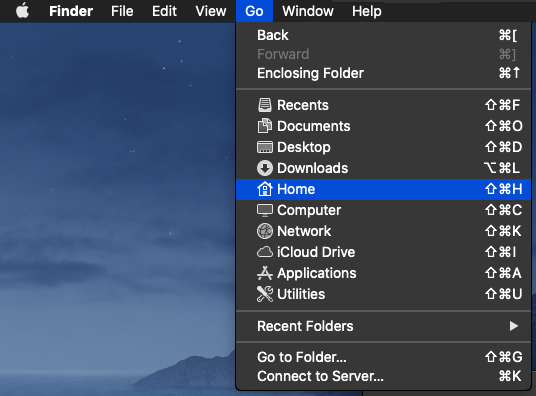 Finder File Edit View Go Window Help
Back ⌘[
Forward ⌘]
Enclosing Folder ⌘↑
Recents ⇧⌘F
Documents ⇧⌘O
Desktop ⇧⌘D
Downloads ⌥⌘L
Home ⇧⌘H
Computer ⇧⌘C
Network ⇧⌘K
iCloud Drive ⇧⌘I
Applications ⇧⌘A
Utilities ⇧⌘U
Recent Folders ▶
Go to Folder... ⇧⌘G
Connect to Server... ⌘K